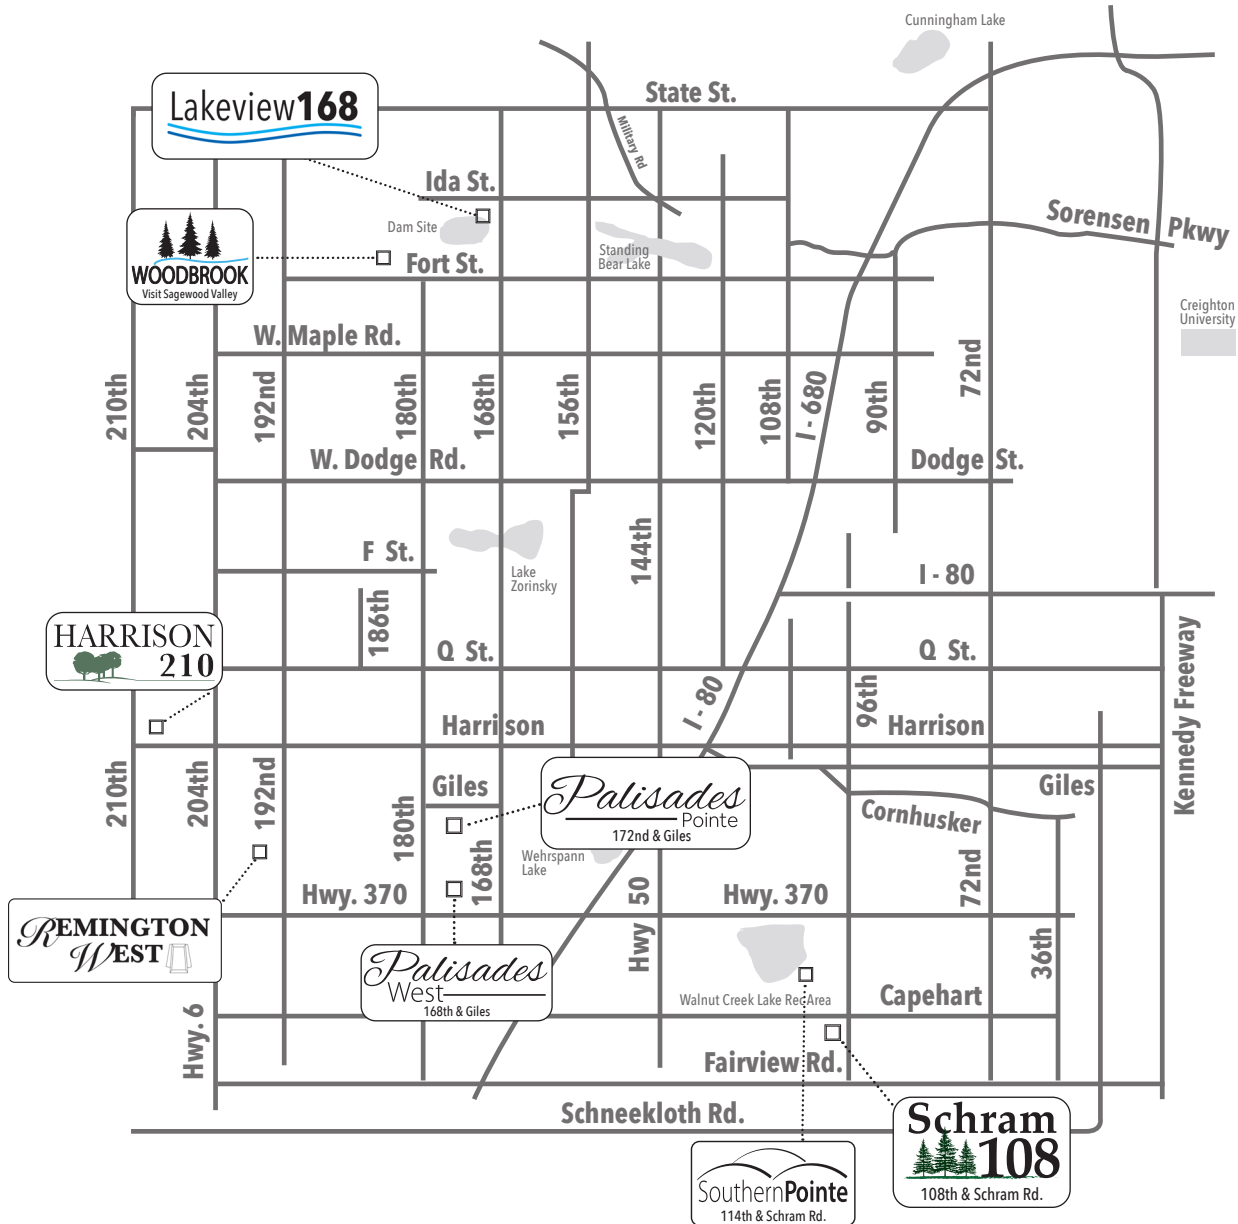 Cunningham Lake
State St.
Lakeview168
Military Rd
Ida St.
Dam Site
Standing
Bear Lake
Sorensen Pkwy
WOODBROOK
Visit Sagewood Valley
Fort St.
Creighton
University
W. Maple Rd.
210th
204th
192nd
180th
168th
156th
120th
108th
I - 680
90th
72nd
W. Dodge Rd.
Dodge St.
144th
F St.
Lake
Zorinsky
I - 80
186th
HARRISON
210
Q St.
Q St.
I - 80
96th
Kennedy Freeway
Harrison
Harrison
210th
204th
192nd
180th
Giles
Palisades
Pointe
172nd & Giles
Giles
Cornhusker
168th
Wehrspann
Lake
72nd
Hwy. 370
Hwy 50
Hwy. 370
REMINGTON
WEST
36th
Palisades
West
168th & Giles
Walnut Creek Lake Rec Area
Capehart
Hwy. 6
Fairview Rd.
Schneekloth Rd.
Schram
108
108th & Schram Rd.
SouthernPointe
114th & Schram Rd.